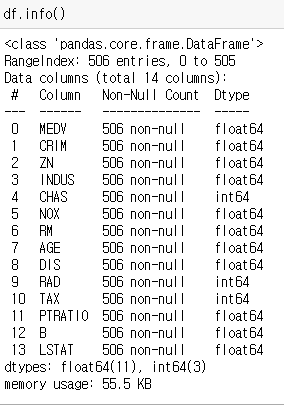 df.info()
<class 'pandas.core.frame.DataFrame'>
RangeIndex: 506 entries, 0 to 505
Data columns (total 14 columns):
 #   Column   Non-Null Count  Dtype
---  ------   --------------  -----
 0   MEDV     506 non-null    float64
 1   CRIM     506 non-null    float64
 2   ZN       506 non-null    float64
 3   INDUS    506 non-null    float64
 4   CHAS     506 non-null    int64
 5   NOX      506 non-null    float64
 6   RM       506 non-null    float64
 7   AGE      506 non-null    float64
 8   DIS      506 non-null    float64
 9   RAD      506 non-null    int64
 10  TAX      506 non-null    int64
 11  PTRATIO  506 non-null    float64
 12  B        506 non-null    float64
 13  LSTAT    506 non-null    float64
dtypes: float64(11), int64(3)
memory usage: 55.5 KB